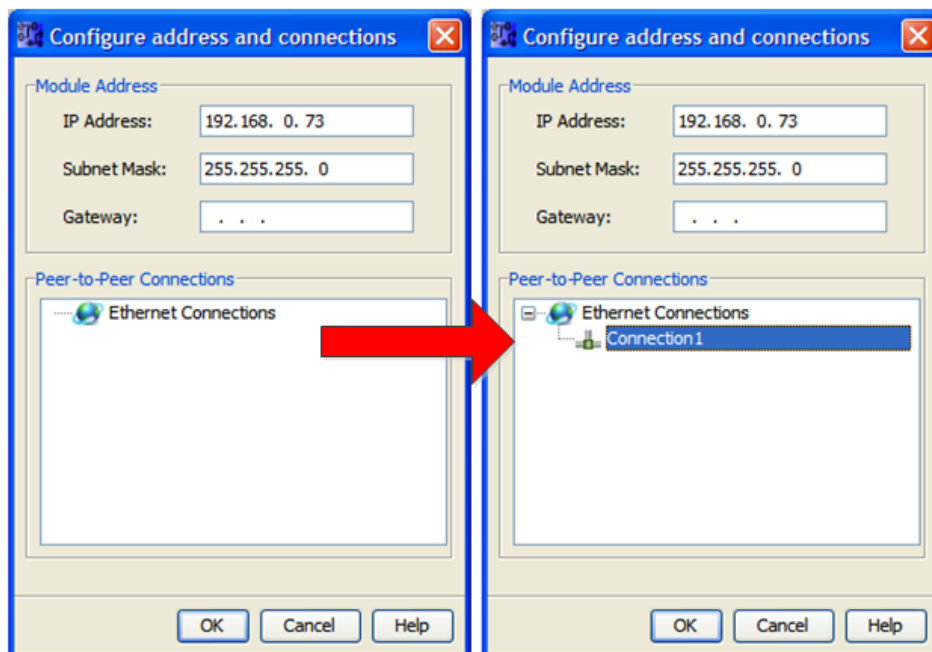 Configure address and connections
Module Address
IP Address: 192.168. 0. 73
Subnet Mask: 255.255.255. 0
Gateway: . . .
Peer-to-Peer Connections
Ethernet Connections
OK Cancel Help
Configure address and connections
Module Address
IP Address: 192.168. 0. 73
Subnet Mask: 255.255.255. 0
Gateway: . . .
Peer-to-Peer Connections
Ethernet Connections
Connection1
OK Cancel Help